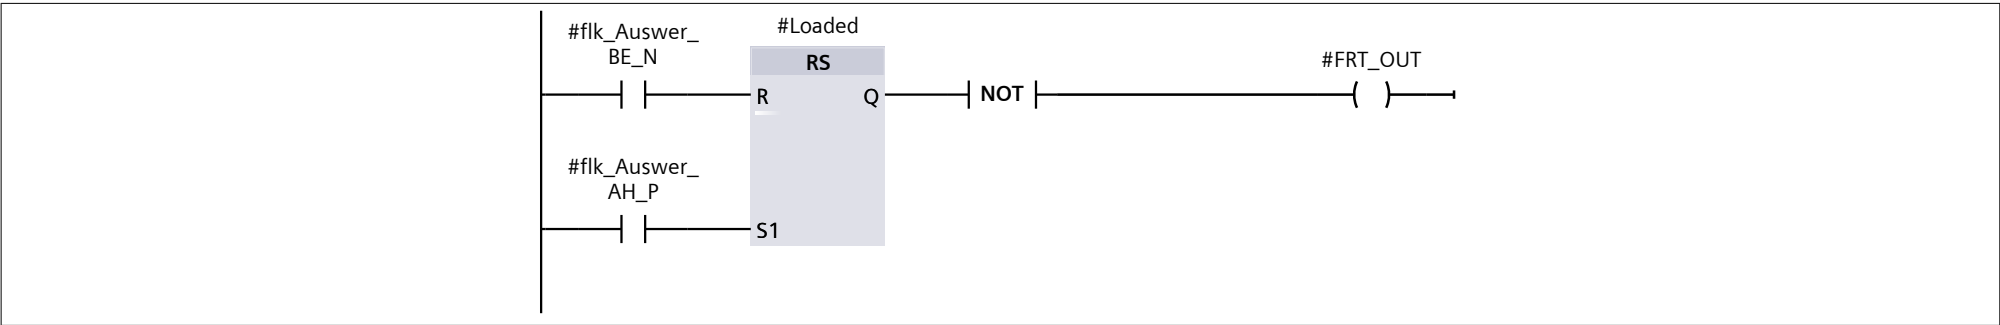 #flk_Auswer_
BE_N
#Loaded
RS
R
Q
NOT
#FRT_OUT
#flk_Auswer_
AH_P
S1